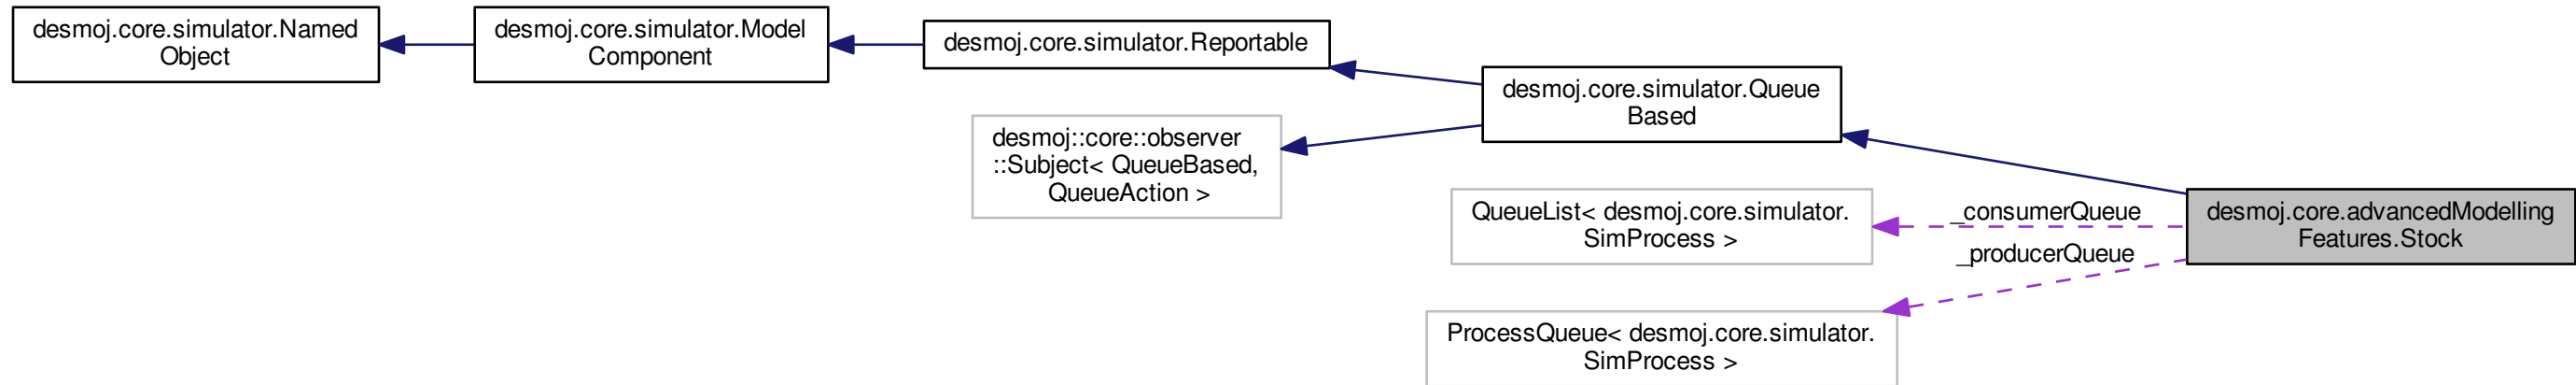 desmoj.core.simulator.Named
Object
desmoj.core.simulator.Model
Component
desmoj.core.simulator.Reportable
desmoj.core.simulator.Queue
Based
desmoj::core::observer
::Subject< QueueBased,
QueueAction >
QueueList< desmoj.core.simulator.
SimProcess >
_consumerQueue
desmoj.core.advancedModelling
Features.Stock
_producerQueue
ProcessQueue< desmoj.core.simulator.
SimProcess >